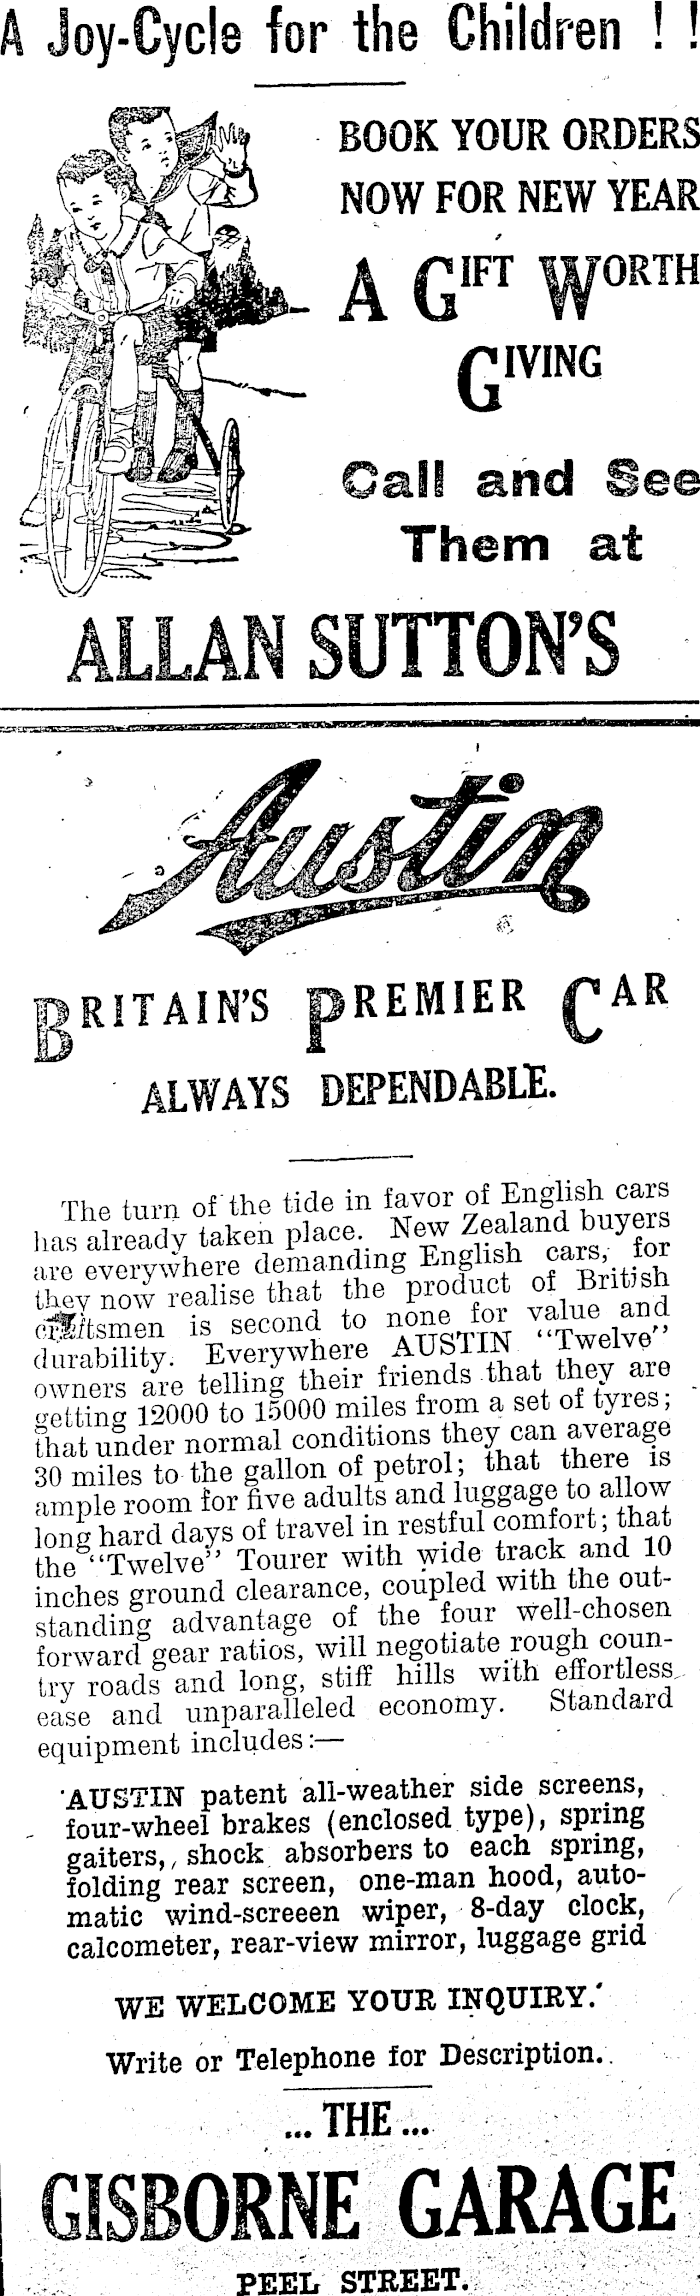 A Joy-Cycle for the Children ! !
BOOK YOUR ORDERS
NOW FOR NEW YEAR
A GIFT WORTH
GIVING
Call and See
Them at
ALLAN SUTTON'S
Austin
BRITAIN'S PREMIER CAR
ALWAYS DEPENDABLE.
The turn of the tide in favor of English cars
has already taken place. New Zealand buyers
are everywhere demanding English cars, for
they now realise that the product of British
craftsmen is second to none for value and
durability. Everywhere AUSTIN "Twelve"
owners are telling their friends that they are
getting 12000 to 15000 miles from a set of tyres;
that under normal conditions they can average
30 miles to the gallon of petrol; that there is
ample room for five adults and luggage to allow
long hard days of travel in restful comfort; that
the "Twelve" Tourer with wide track and 10
inches ground clearance, coupled with the out-
standing advantage of the four well-chosen
forward gear ratios, will negotiate rough coun-
try roads and long, stiff hills with effortless
ease and unparalleled economy. Standard
equipment includes:—
AUSTIN patent all-weather side screens,
four-wheel brakes (enclosed type), spring
gaiters, shock absorbers to each spring,
folding rear screen, one-man hood, auto-
matic wind-screeen wiper, 8-day clock,
calcometer, rear-view mirror, luggage grid
WE WELCOME YOUR INQUIRY.
Write or Telephone for Description.
... THE ...
GISBORNE GARAGE
PEEL STREET.